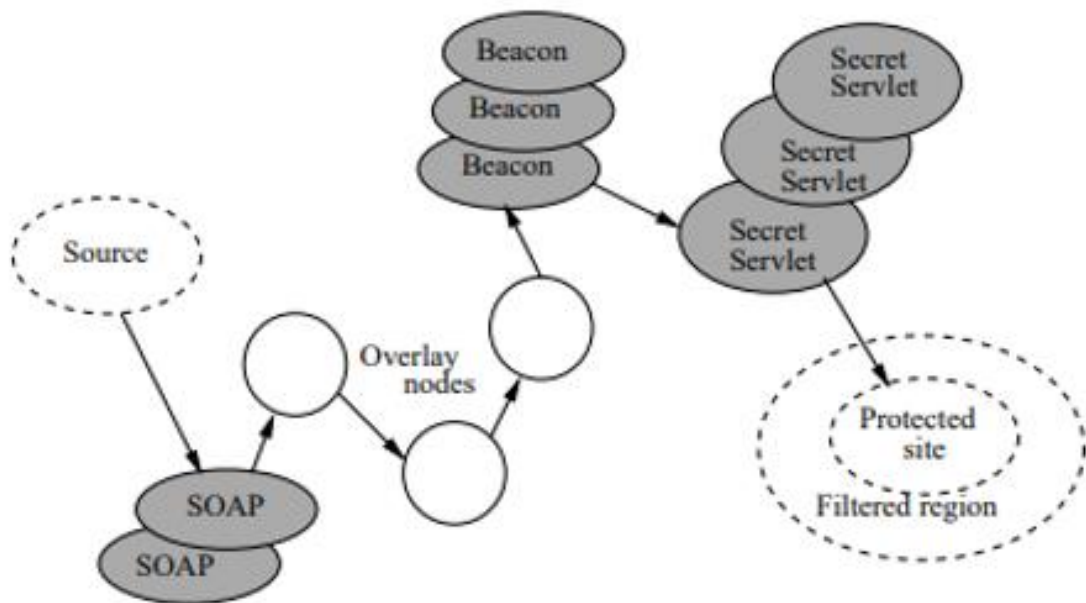 Beacon
Beacon
Beacon
Secret
Servlet
Secret
Servlet
Secret
Servlet
Source
Overlay
nodes
SOAP
SOAP
Protected
site
Filtered region